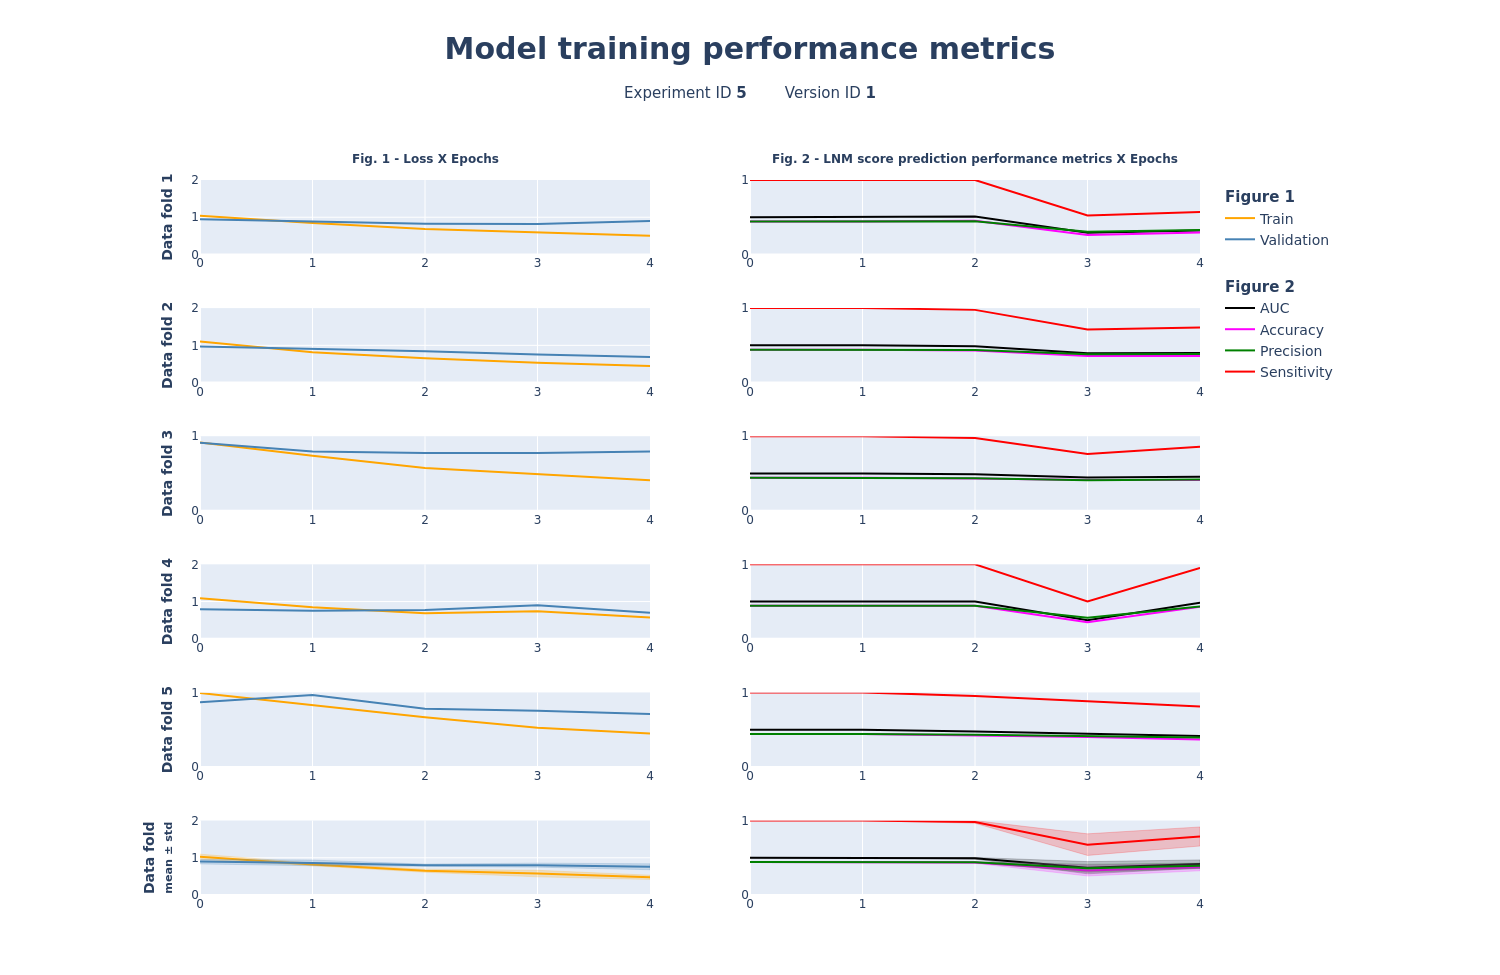 Model training performance metrics
Experiment ID 5 Version ID 1
Fig. 1 - Loss X Epochs
Fig. 2 - LNM score prediction performance metrics X Epochs
Data fold 1
2
1
0
0 1 2 3 4
1
0
0 1 2 3 4
Data fold 2
2
1
0
0 1 2 3 4
1
0
0 1 2 3 4
Data fold 3
1
0
0 1 2 3 4
1
0
0 1 2 3 4
Data fold 4
2
1
0
0 1 2 3 4
1
0
0 1 2 3 4
Data fold 5
1
0
0 1 2 3 4
1
0
0 1 2 3 4
Data fold
mean ± std
2
1
0
0 1 2 3 4
1
0
0 1 2 3 4
Figure 1
Train
Validation
Figure 2
AUC
Accuracy
Precision
Sensitivity